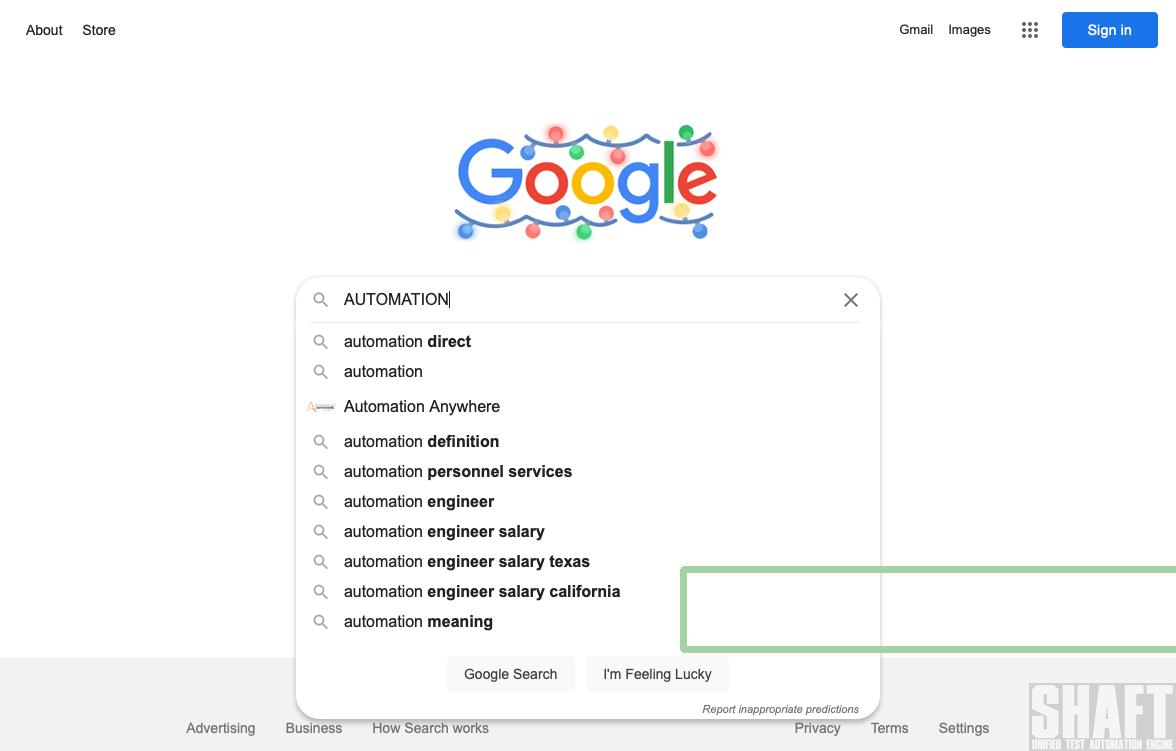 About Store
Gmail Images
Sign in
Google
AUTOMATION
automation direct
automation
Automation Anywhere
automation definition
automation personnel services
automation engineer
automation engineer salary
automation engineer salary texas
automation engineer salary california
automation meaning
Google Search I'm Feeling Lucky
Report inappropriate predictions
Advertising Business How Search works
Privacy Terms Settings
SHAFT
UNIFIED TEST AUTOMATION ENGINE